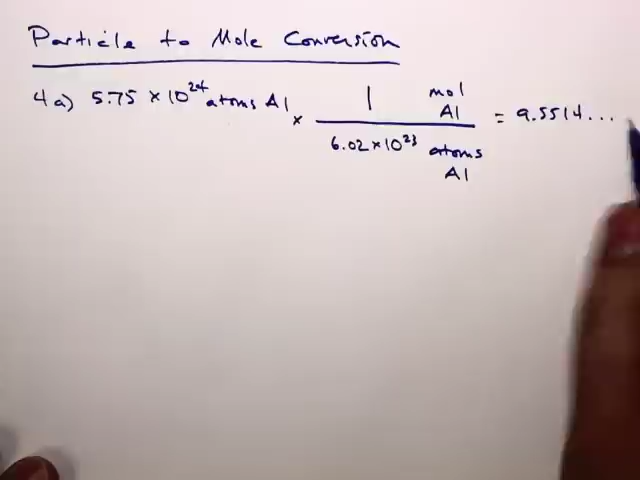 Particle to Mole Conversion
4a) 5.75 × 10²⁴ atoms Al × 1 mol Al = 9.5514...
6.02 × 10²³ atoms Al